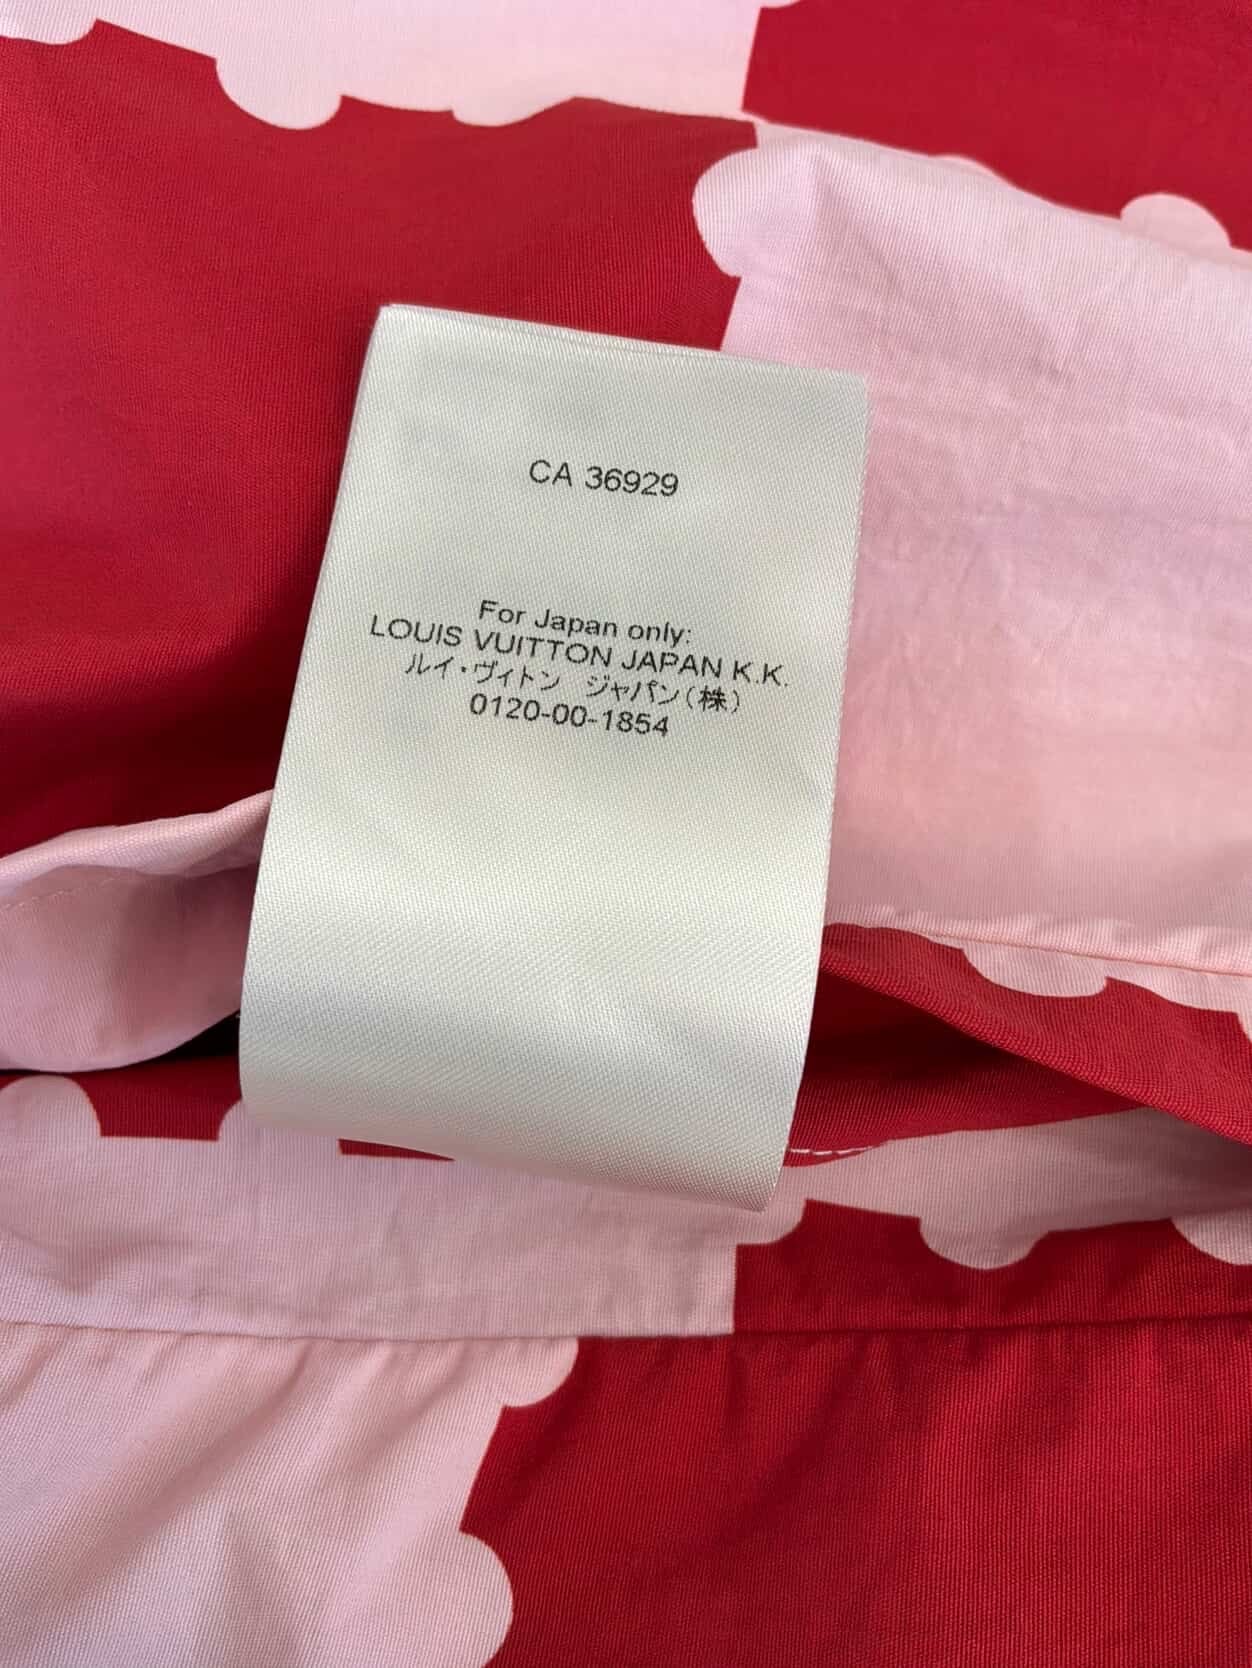 CA 36929
For Japan only:
LOUIS VUITTON JAPAN K.K.
ルイ・ヴィトン　ジャパン(株)
0120-00-1854